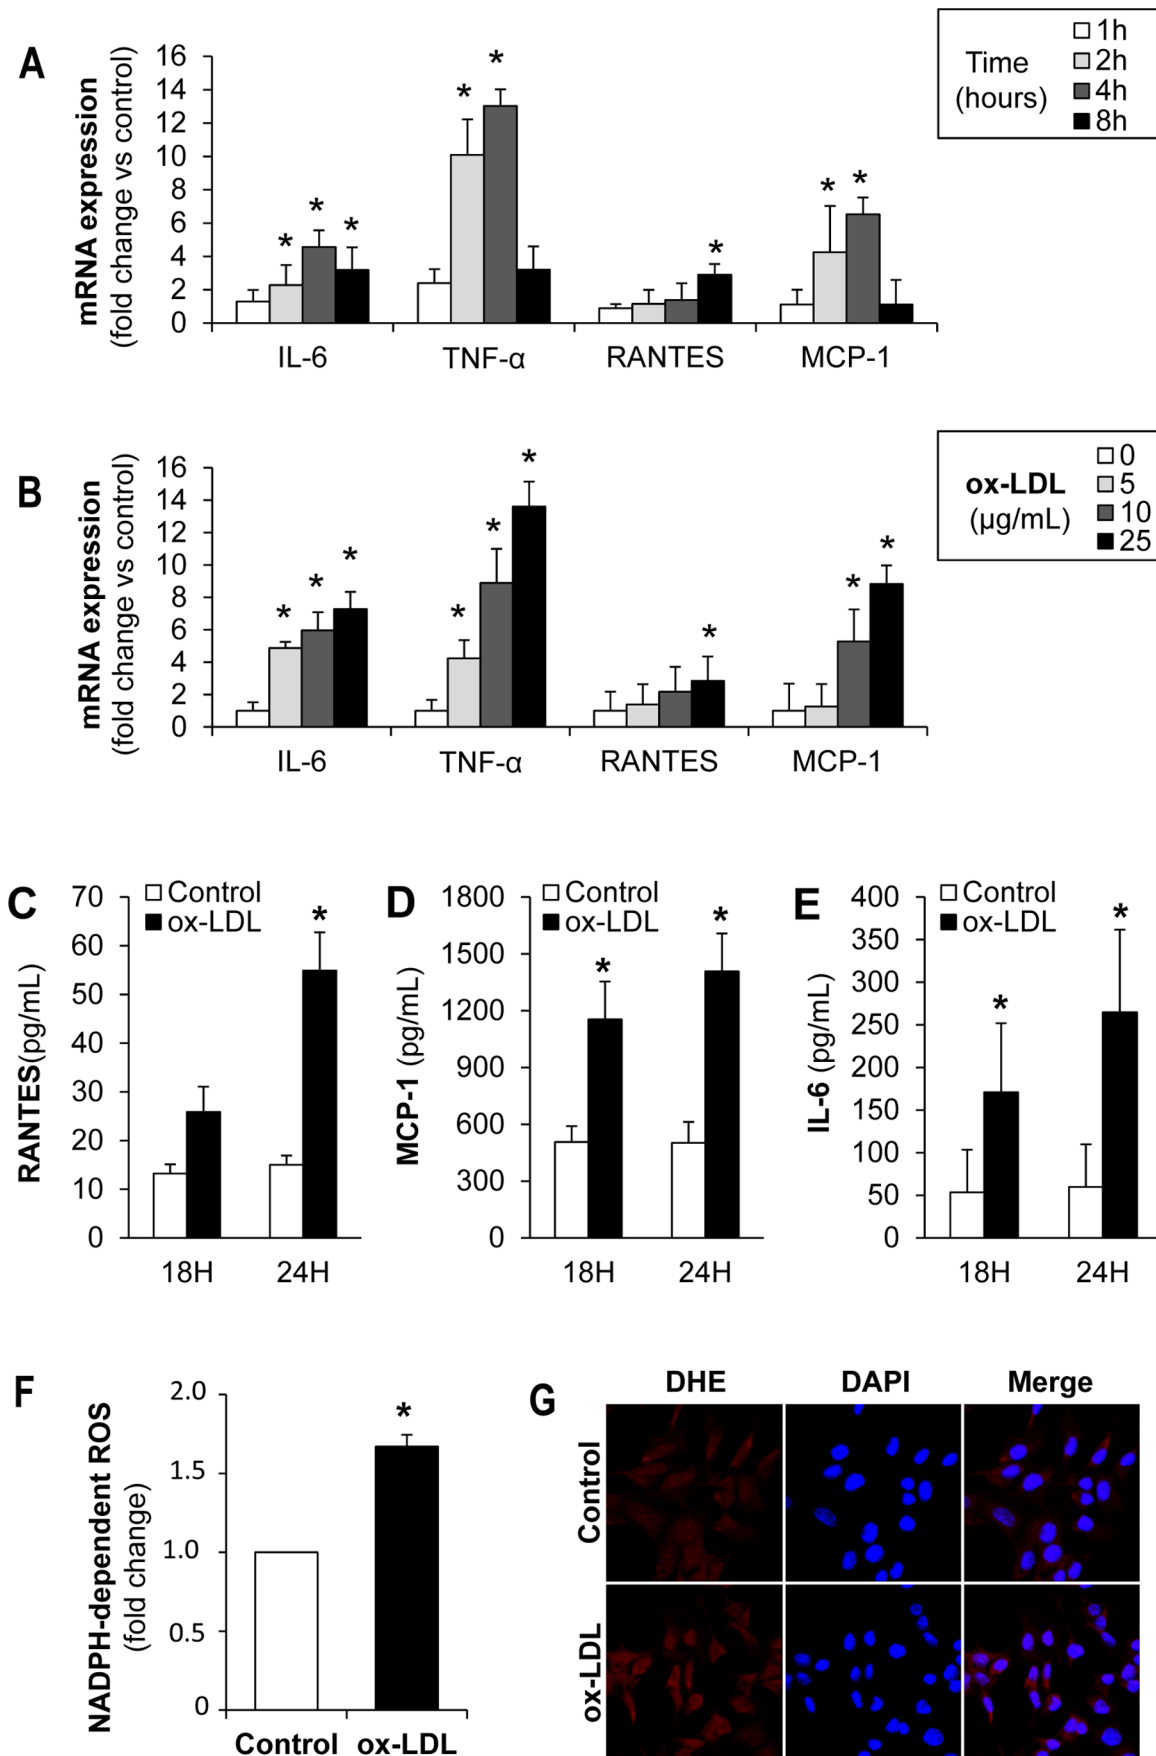 A
mRNA expression
(fold change vs control)
16
14
12
10
8
6
4
2
0
* * * * * * * *
IL-6 TNF-α RANTES MCP-1
Time
(hours)
1h
2h
4h
8h
B
mRNA expression
(fold change vs control)
16
14
12
10
8
6
4
2
0
* * * * * * * * *
IL-6 TNF-α RANTES MCP-1
ox-LDL
(µg/mL)
0
5
10
25
C
RANTES(pg/mL)
70
60
50
40
30
20
10
0
Control
ox-LDL
*
18H 24H
D
MCP-1 (pg/mL)
1800
1500
1200
900
600
300
0
Control
ox-LDL
* *
18H 24H
E
IL-6 (pg/mL)
400
350
300
250
200
150
100
50
0
Control
ox-LDL
* *
18H 24H
F
NADPH-dependent ROS
(fold change)
2.0
1.5
1.0
0.5
0
*
Control ox-LDL
G
DHE DAPI Merge
Control
ox-LDL